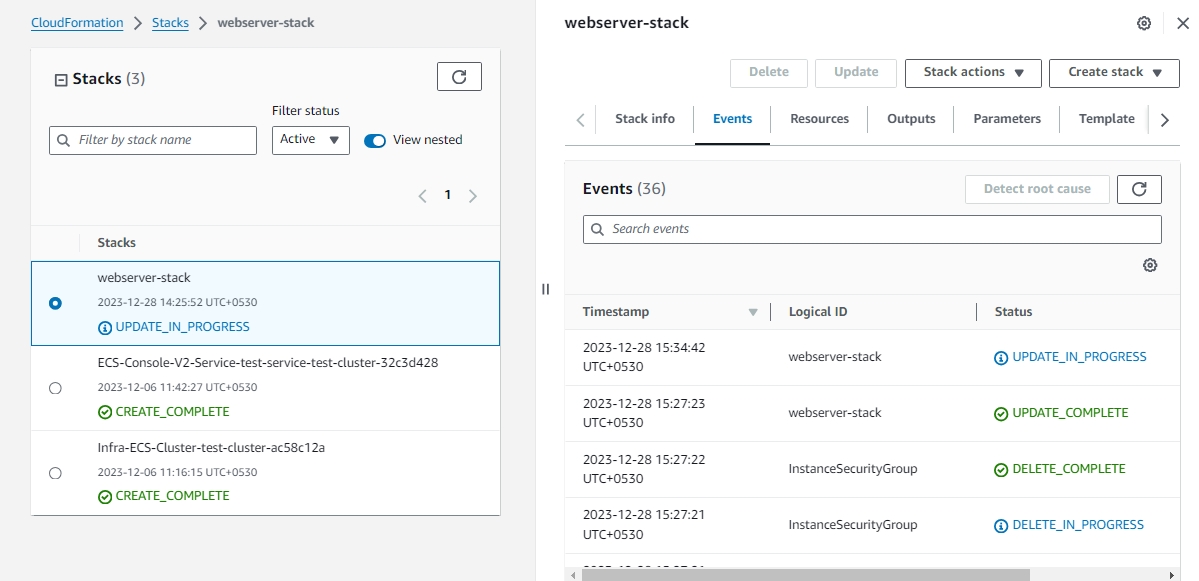 CloudFormation > Stacks > webserver-stack
Stacks (3)
Filter status
Filter by stack name
Active
View nested
1
Stacks
webserver-stack
2023-12-28 14:25:52 UTC+0530
UPDATE_IN_PROGRESS
ECS-Console-V2-Service-test-service-test-cluster-32c3d428
2023-12-06 11:42:27 UTC+0530
CREATE_COMPLETE
Infra-ECS-Cluster-test-cluster-ac58c12a
2023-12-06 11:16:15 UTC+0530
CREATE_COMPLETE
webserver-stack
Delete Update Stack actions Create stack
Stack info Events Resources Outputs Parameters Template
Events (36)
Detect root cause
Search events
Timestamp Logical ID Status
2023-12-28 15:34:42
UTC+0530
webserver-stack
UPDATE_IN_PROGRESS
2023-12-28 15:27:23
UTC+0530
webserver-stack
UPDATE_COMPLETE
2023-12-28 15:27:22
UTC+0530
InstanceSecurityGroup
DELETE_COMPLETE
2023-12-28 15:27:21
UTC+0530
InstanceSecurityGroup
DELETE_IN_PROGRESS